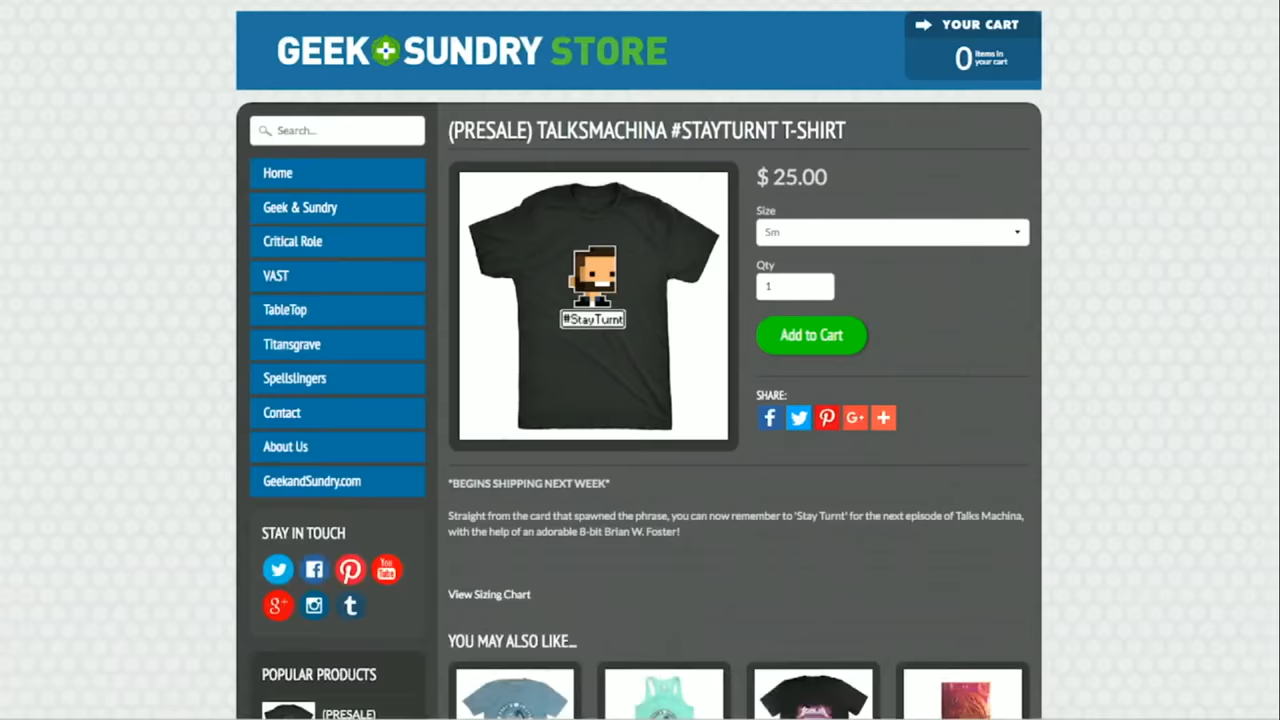 GEEK & SUNDRY STORE
YOUR CART
0 Items in your cart
Search...
Home
Geek & Sundry
Critical Role
VAST
TableTop
Titansgrave
Spellslingers
Contact
About Us
GeekandSundry.com
STAY IN TOUCH
You Tube
POPULAR PRODUCTS
(PRESALE)
(PRESALE) TALKSMACHINA #STAYTURNT T-SHIRT
#StayTurnt
$ 25.00
Size
Sm
Qty
1
Add to Cart
SHARE:
*BEGINS SHIPPING NEXT WEEK*
Straight from the card that spawned the phrase, you can now remember to 'Stay Turnt' for the next episode of Talks Machina,
with the help of an adorable 8-bit Brian W. Foster!
View Sizing Chart
YOU MAY ALSO LIKE...